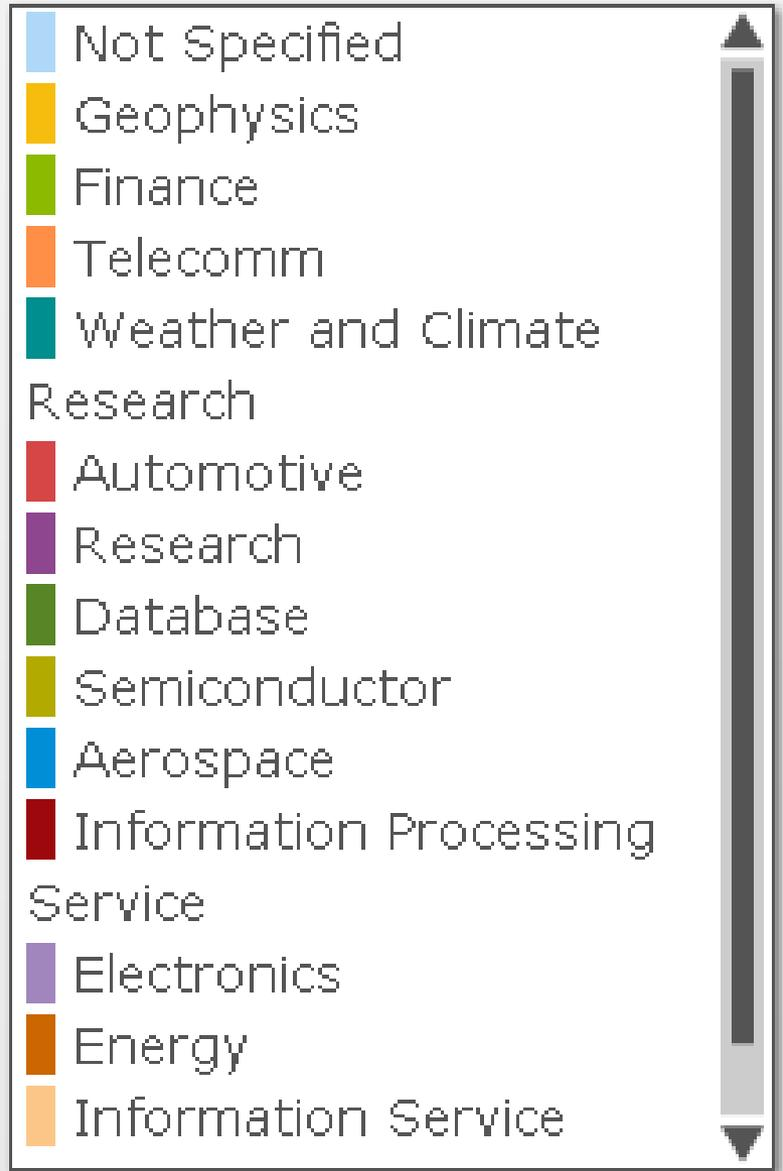 Not Specified
Geophysics
Finance
Telecomm
Weather and Climate
Research
Automotive
Research
Database
Semiconductor
Aerospace
Information Processing
Service
Electronics
Energy
Information Service